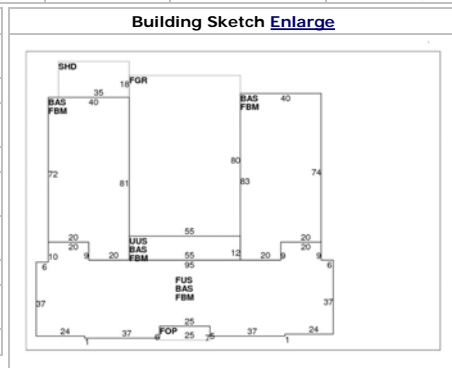 Building Sketch Enlarge
SHD
18 FGR
35
BAS 40
FBM
BAS 40
FBM
72
81
80
83
74
55
20
20
UUS
BAS
FBM
20
20
10 9 20 55 12 20 9 9
6 95 6
FUS
BAS
FBM
37
37
25
24 37 FOP 25 37 24
1 6 5 1